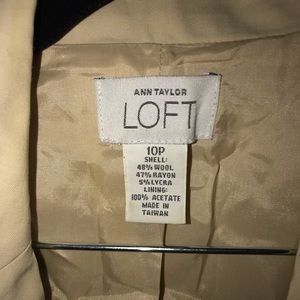 ANN TAYLOR
LOFT
10P
SHELL:
48% WOOL
47% RAYON
5% LYCRA
LINING:
100% ACETATE
MADE IN
TAIWAN